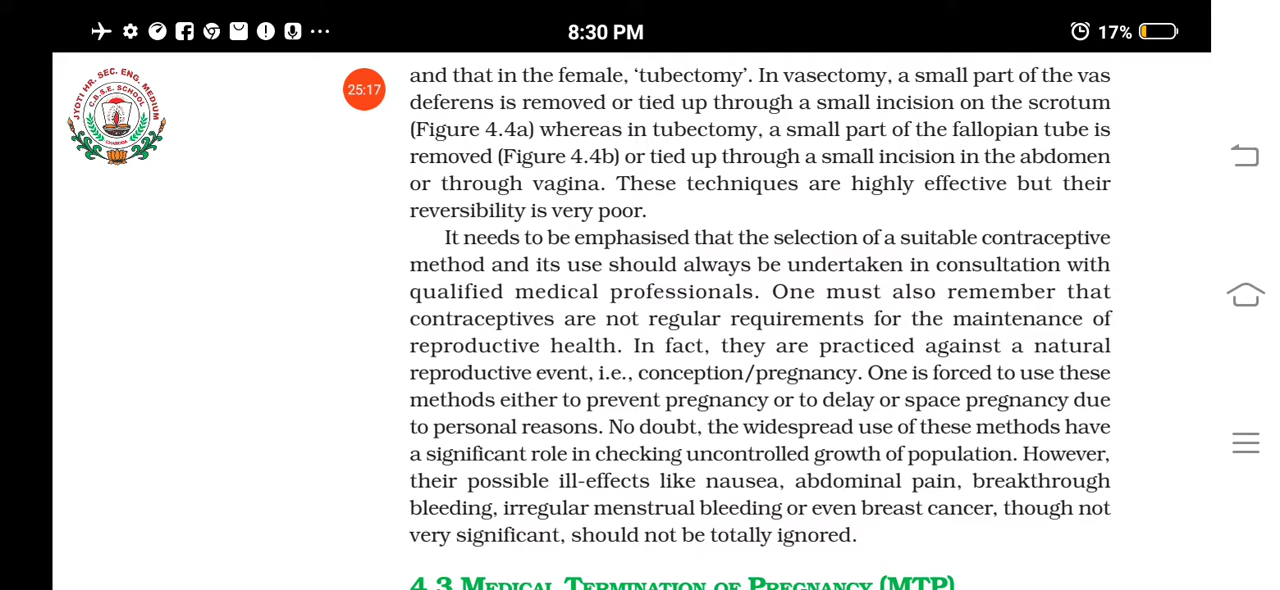 8:30 PM
17%
JYOTI HR. SEC. ENG. MEDIUM
C.B.S.E. SCHOOL
25:17
and that in the female, ‘tubectomy’. In vasectomy, a small part of the vas
deferens is removed or tied up through a small incision on the scrotum
(Figure 4.4a) whereas in tubectomy, a small part of the fallopian tube is
removed (Figure 4.4b) or tied up through a small incision in the abdomen
or through vagina. These techniques are highly effective but their
reversibility is very poor.
It needs to be emphasised that the selection of a suitable contraceptive
method and its use should always be undertaken in consultation with
qualified medical professionals. One must also remember that
contraceptives are not regular requirements for the maintenance of
reproductive health. In fact, they are practiced against a natural
reproductive event, i.e., conception/pregnancy. One is forced to use these
methods either to prevent pregnancy or to delay or space pregnancy due
to personal reasons. No doubt, the widespread use of these methods have
a significant role in checking uncontrolled growth of population. However,
their possible ill-effects like nausea, abdominal pain, breakthrough
bleeding, irregular menstrual bleeding or even breast cancer, though not
very significant, should not be totally ignored.
4.3 MEDICAL TERMINATION OF PREGNANCY (MTP)